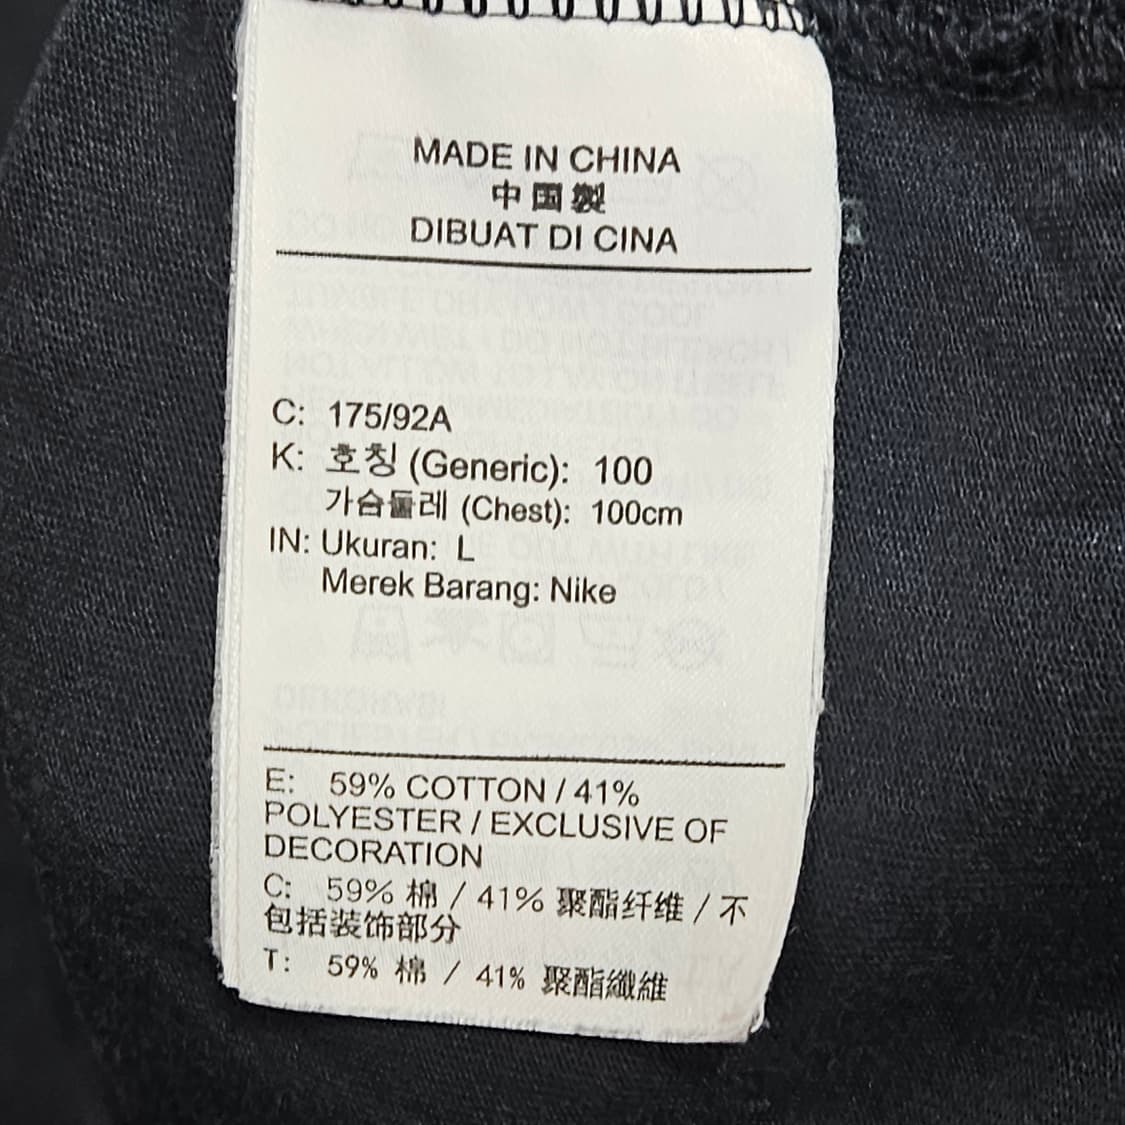 MADE IN CHINA
中国製
DIBUAT DI CINA
C: 175/92A
K: 호칭 (Generic): 100
가슴둘레 (Chest): 100cm
IN: Ukuran: L
Merek Barang: Nike
E: 59% COTTON / 41%
POLYESTER / EXCLUSIVE OF
DECORATION
C: 59% 棉 / 41% 聚酯纤维 / 不
包括装饰部分
T: 59% 棉 / 41% 聚酯纖維